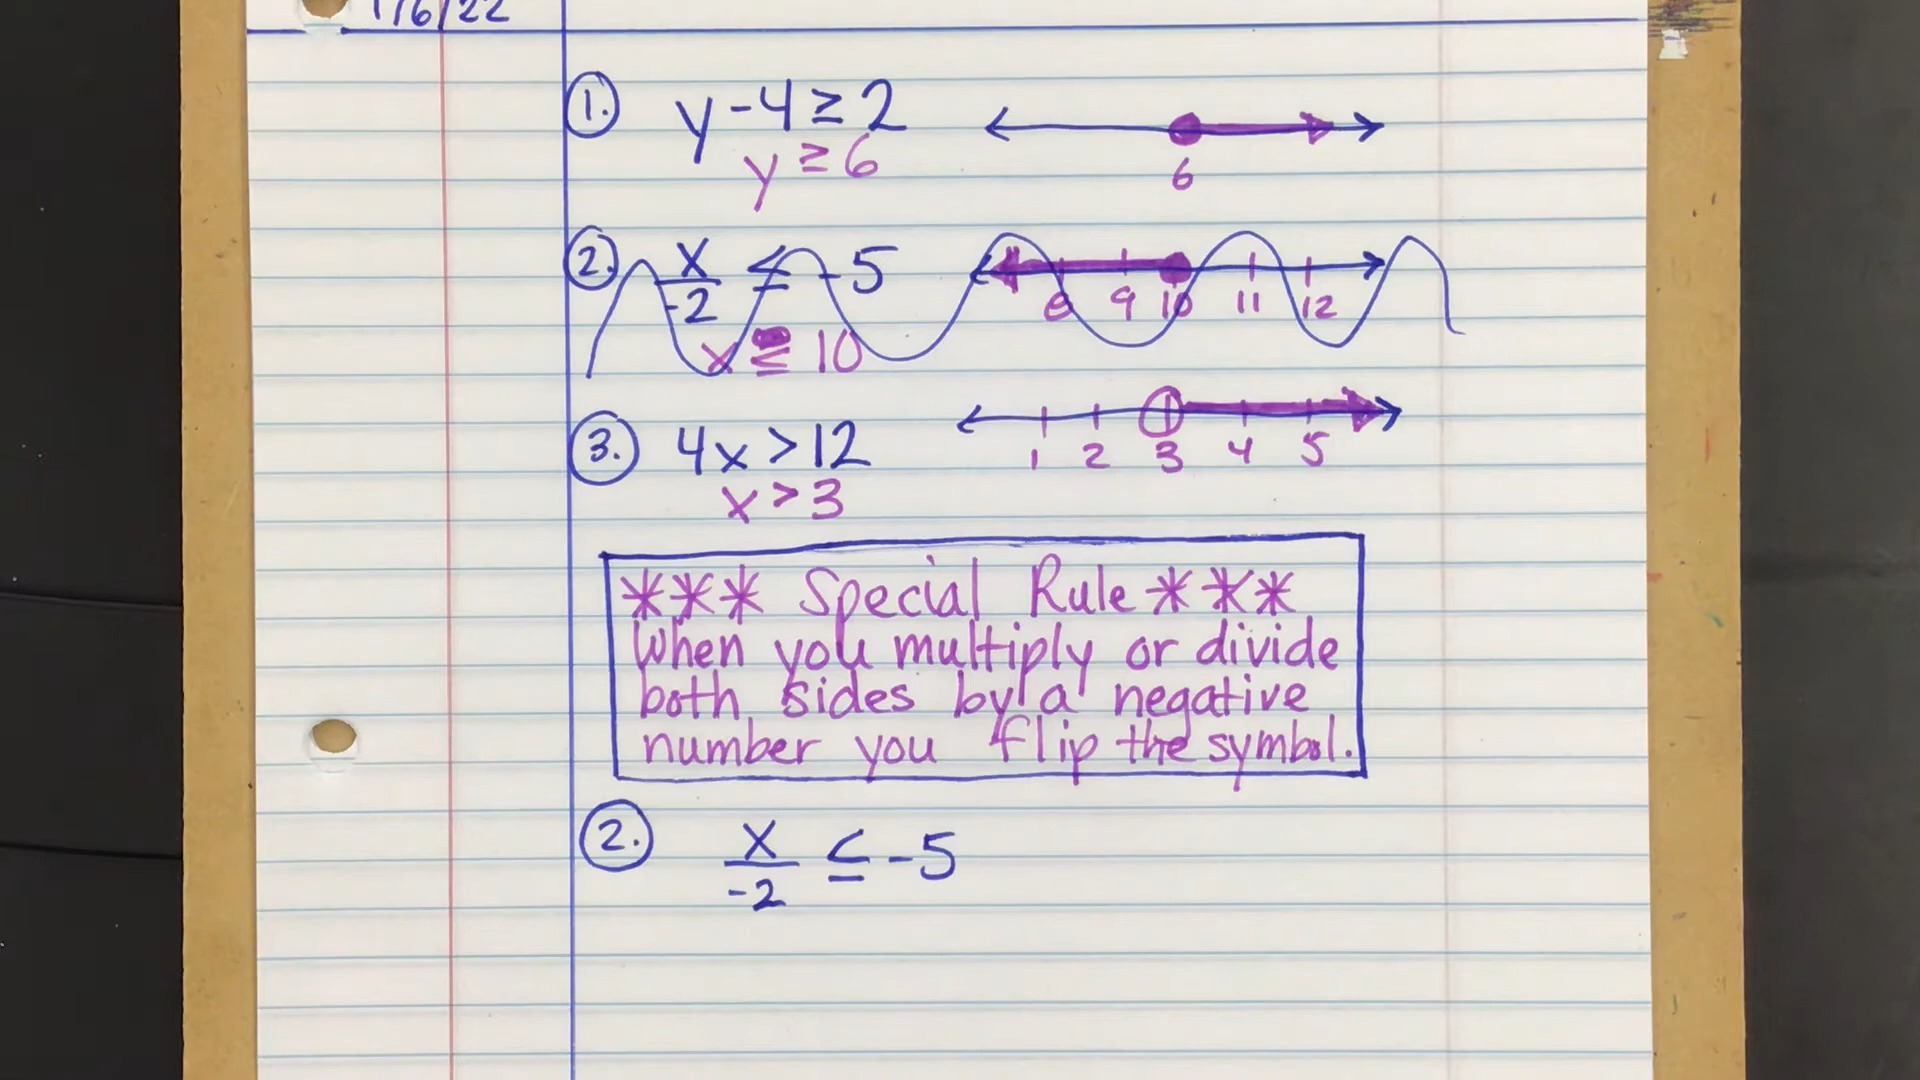 1/6/22
1. y - 4 ≥ 2
y ≥ 6
6
2. x/-2 ≤ -5
x ≤ 10
8 9 10 11 12
3. 4x > 12
x > 3
1 2 3 4 5
*** Special Rule ***
When you multiply or divide
both sides by a negative
number you flip the symbol.
2. x/-2 ≤ -5